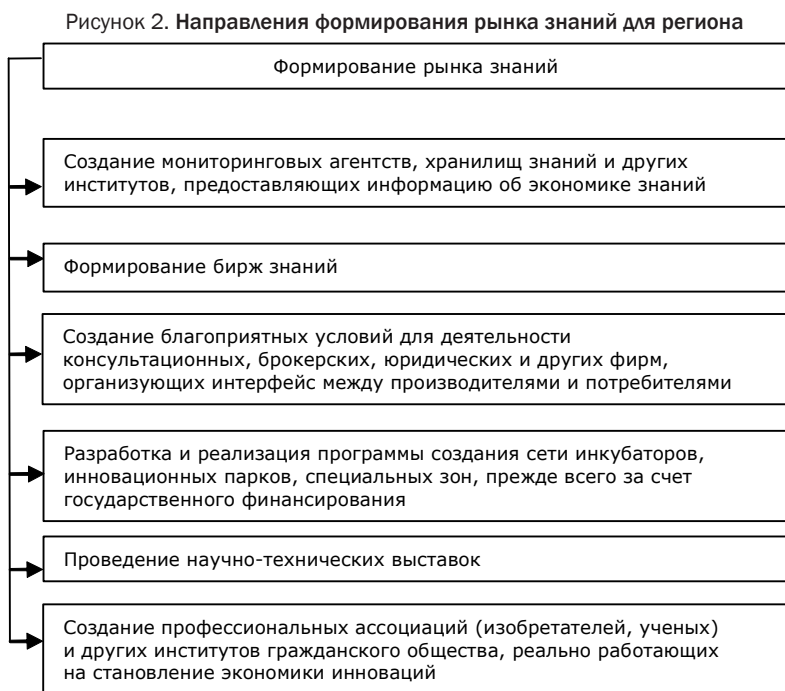 Рисунок 2. Направления формирования рынка знаний для региона
Формирование рынка знаний
Создание мониторинговых агентств, хранилищ знаний и других
институтов, предоставляющих информацию об экономике знаний
Формирование бирж знаний
Создание благоприятных условий для деятельности
консультационных, брокерских, юридических и других фирм,
организующих интерфейс между производителями и потребителями
Разработка и реализация программы создания сети инкубаторов,
инновационных парков, специальных зон, прежде всего за счет
государственного финансирования
Проведение научно-технических выставок
Создание профессиональных ассоциаций (изобретателей, ученых)
и других институтов гражданского общества, реально работающих
на становление экономики инноваций